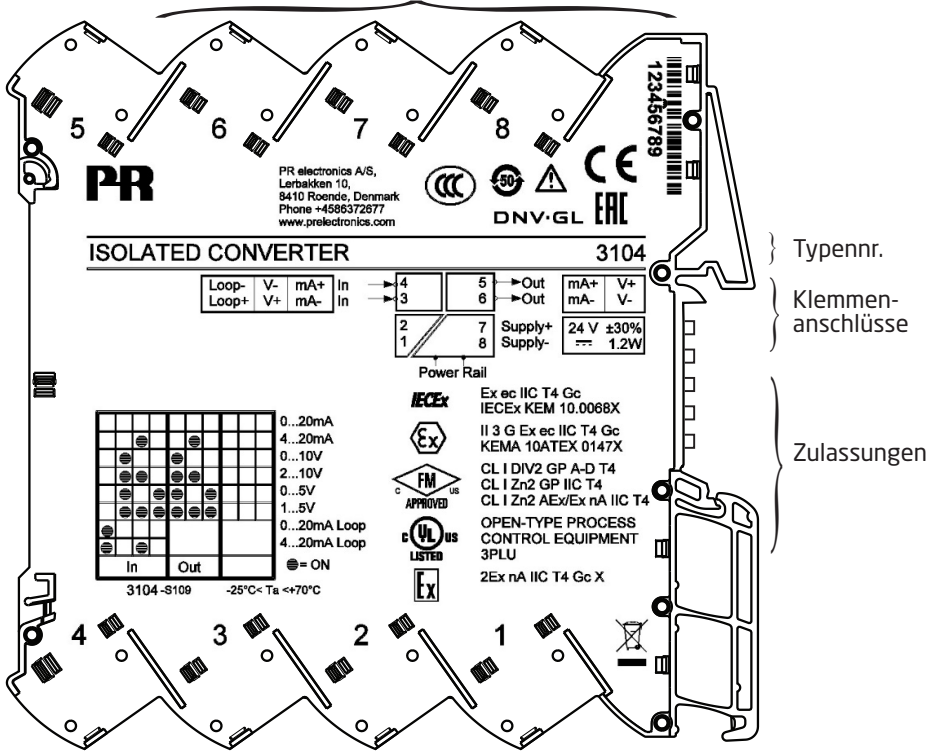 5
6
7
8
123456789
PR
PR electronics A/S,
Lerbakken 10,
8410 Roende, Denmark
Phone +4586372677
www.prelectronics.com
CCC
50
CE
DNV·GL
EAC
ISOLATED CONVERTER 3104
Typennr.
Loop- V- mA+ In 4 5 Out mA+ V+
Loop+ V+ mA- In 3 6 Out mA- V-
2 7 Supply+ 24 V ±30%
1 8 Supply- 1.2W
Power Rail
Klemmen-
anschlüsse
IECEx
Ex ec IIC T4 Gc
IECEx KEM 10.0068X
Ex
II 3 G Ex ec IIC T4 Gc
KEMA 10ATEX 0147X
C FM US
APPROVED
CL I DIV2 GP A-D T4
CL I Zn2 GP IIC T4
CL I Zn2 AEx/Ex nA IIC T4
c UL us
LISTED
OPEN-TYPE PROCESS
CONTROL EQUIPMENT
3PLU
Ex
2Ex nA IIC T4 Gc X
Zulassungen
0...20mA
4...20mA
0...10V
2...10V
0...5V
1...5V
0...20mA Loop
4...20mA Loop
In Out = ON
3104 -S109 -25°C< Ta <+70°C
4
3
2
1